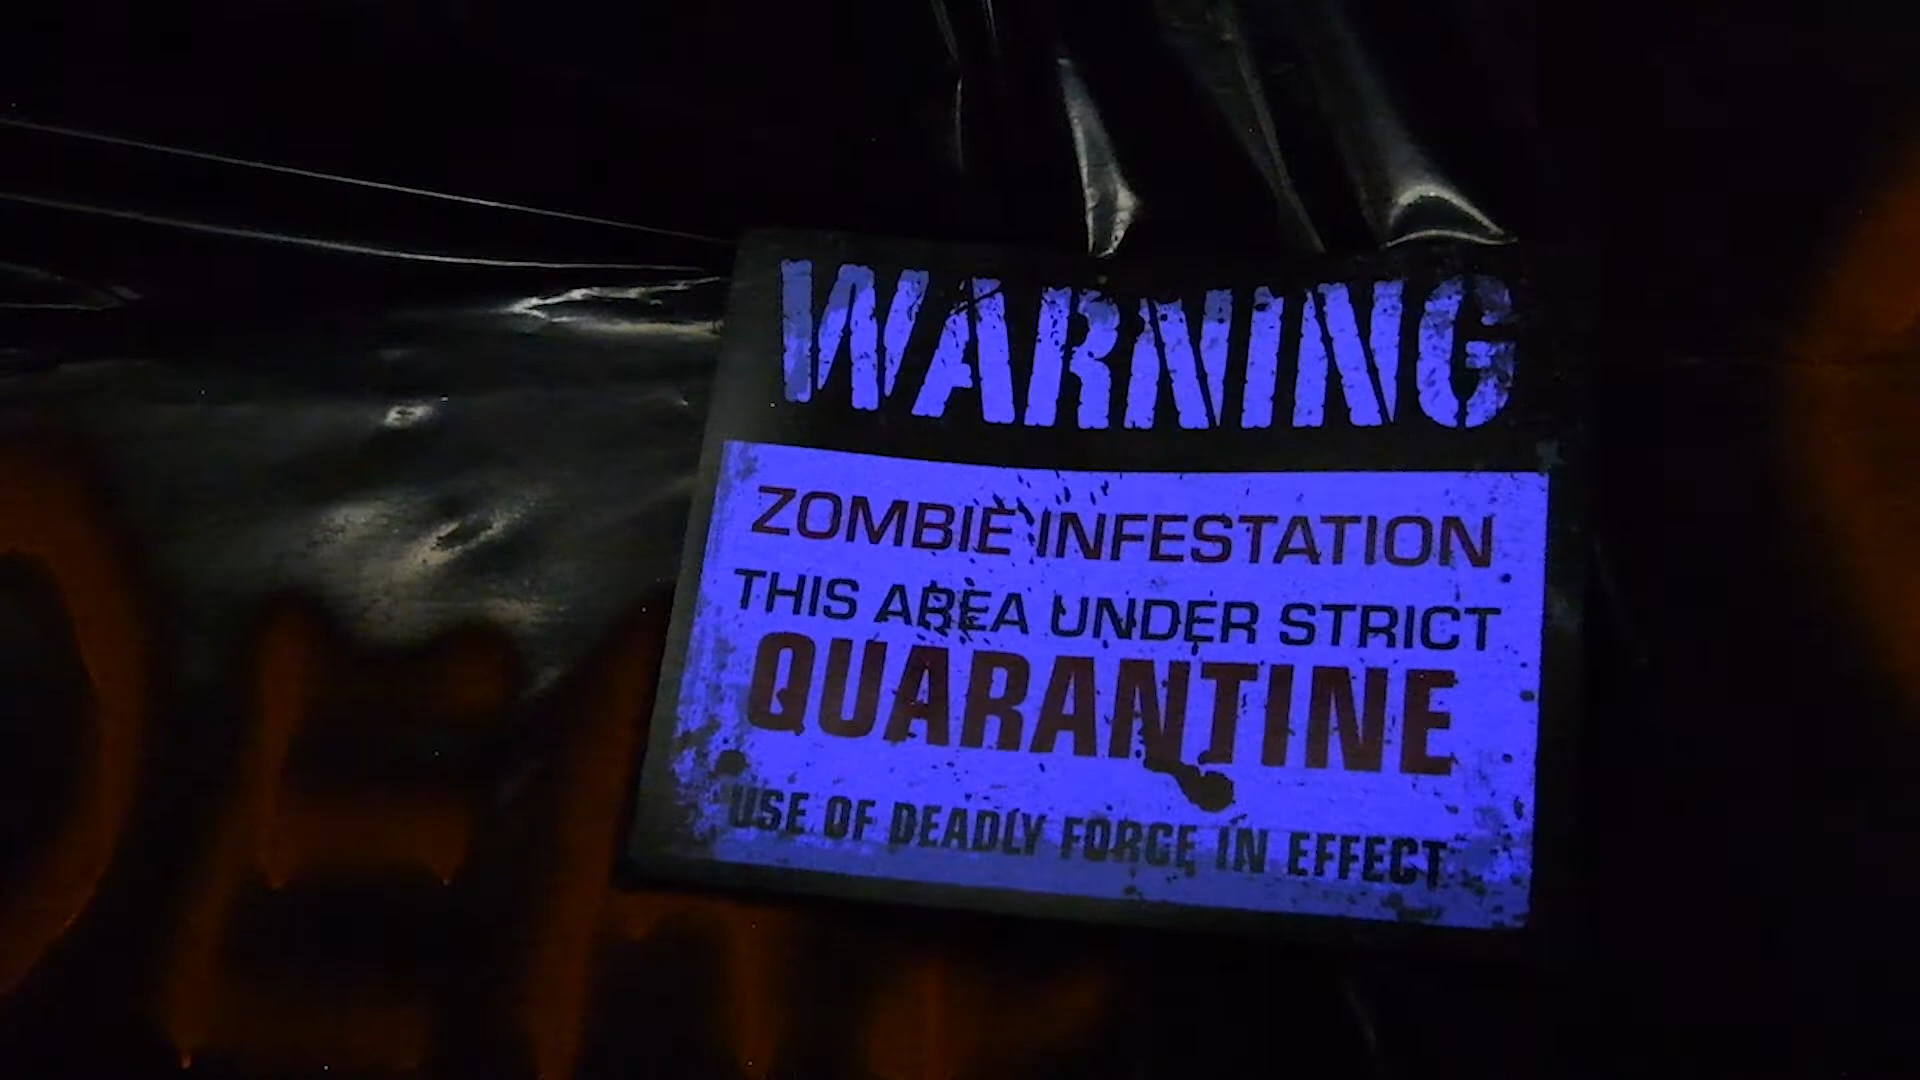 WARNING
ZOMBIE INFESTATION
THIS AREA UNDER STRICT
QUARANTINE
USE OF DEADLY FORCE IN EFFECT